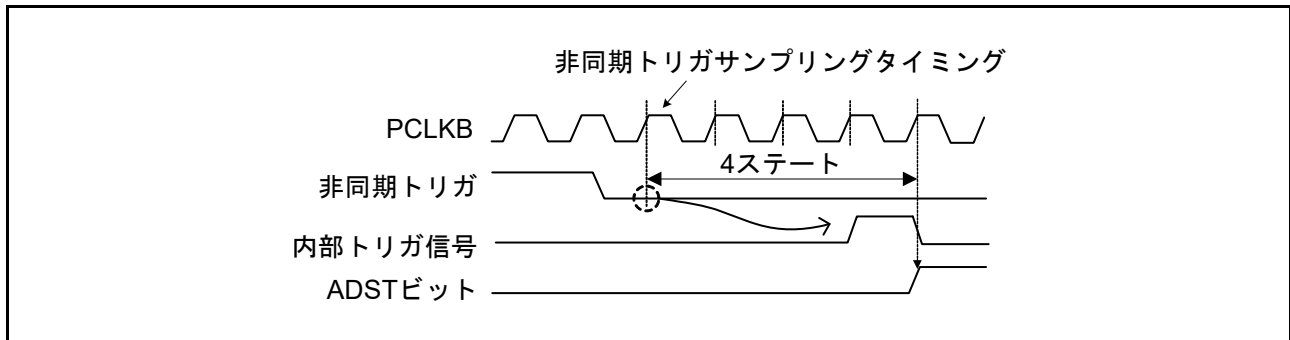 非同期トリガサンプリングタイミング
PCLKB
4ステート
非同期トリガ
内部トリガ信号
ADSTビット